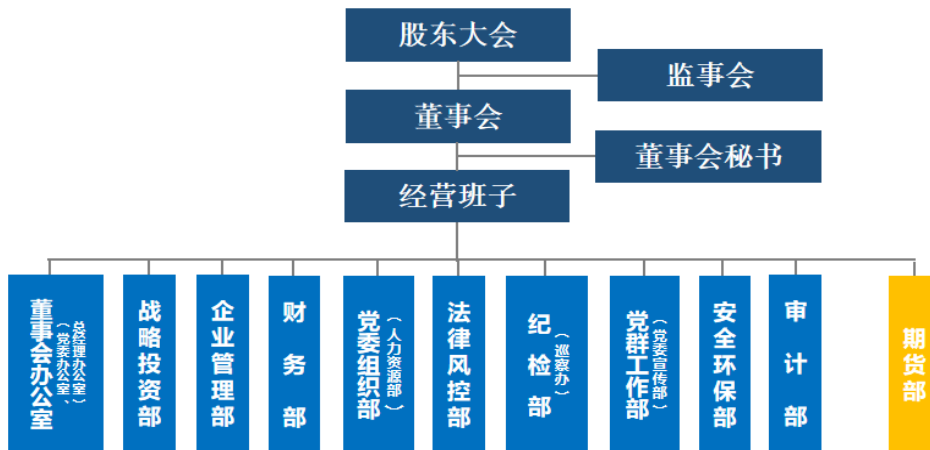 股东大会
监事会
董事会
董事会秘书
经营班子
董事会办公室
（党委办公室、
总经理办公室）
战略投资部
企业管理部
财务部
党委组织部
（人力资源部）
法律风控部
纪检部
（巡察办）
党群工作部
（党委宣传部）
安全环保部
审计部
期货部